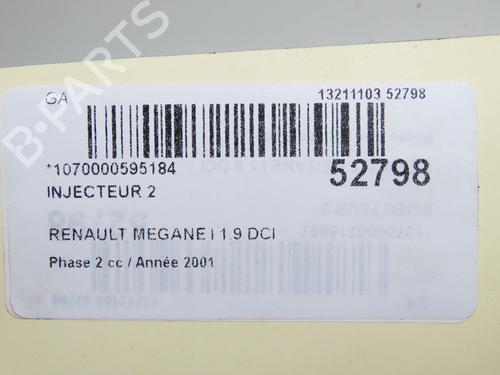 B-PARTS
GA
13211103 52798
*1070000595184
52798
INJECTEUR 2
RENAULT MEGANE I 1.9 DCI
Phase 2 cc / Année 2001